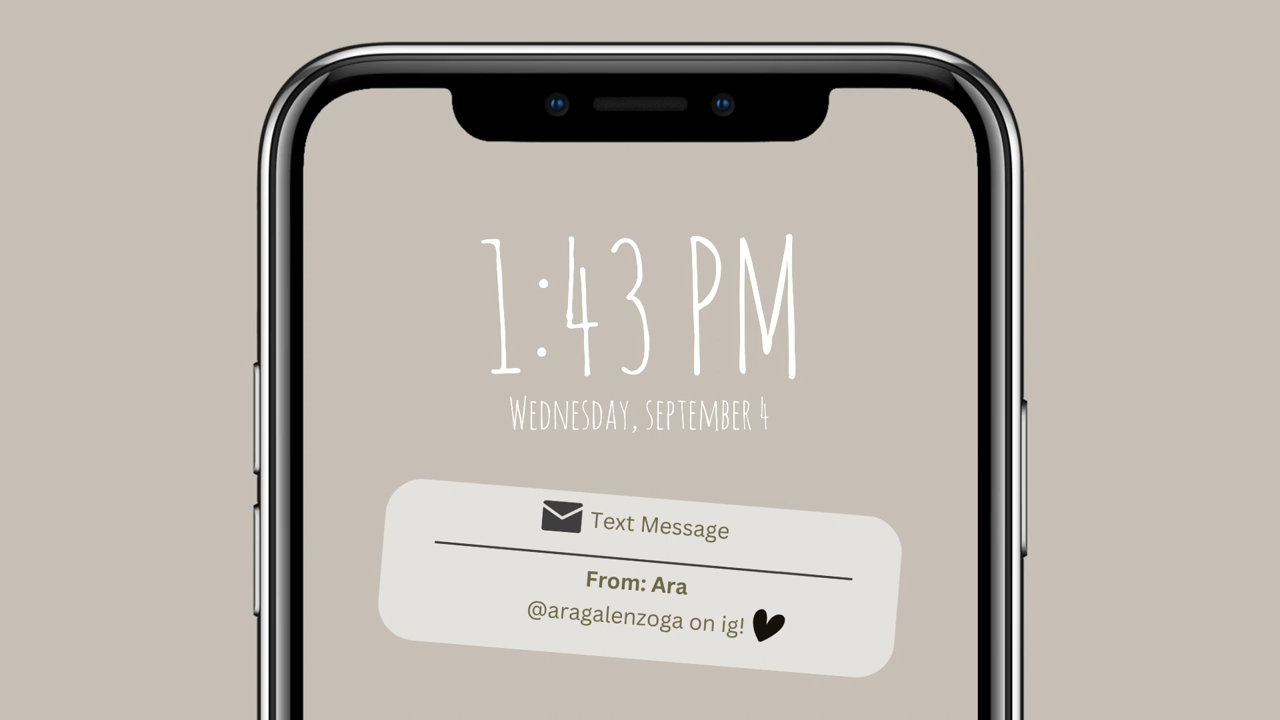 1:43 PM
Wednesday, september 4
Text Message
From: Ara
@aragalenzoga on ig!